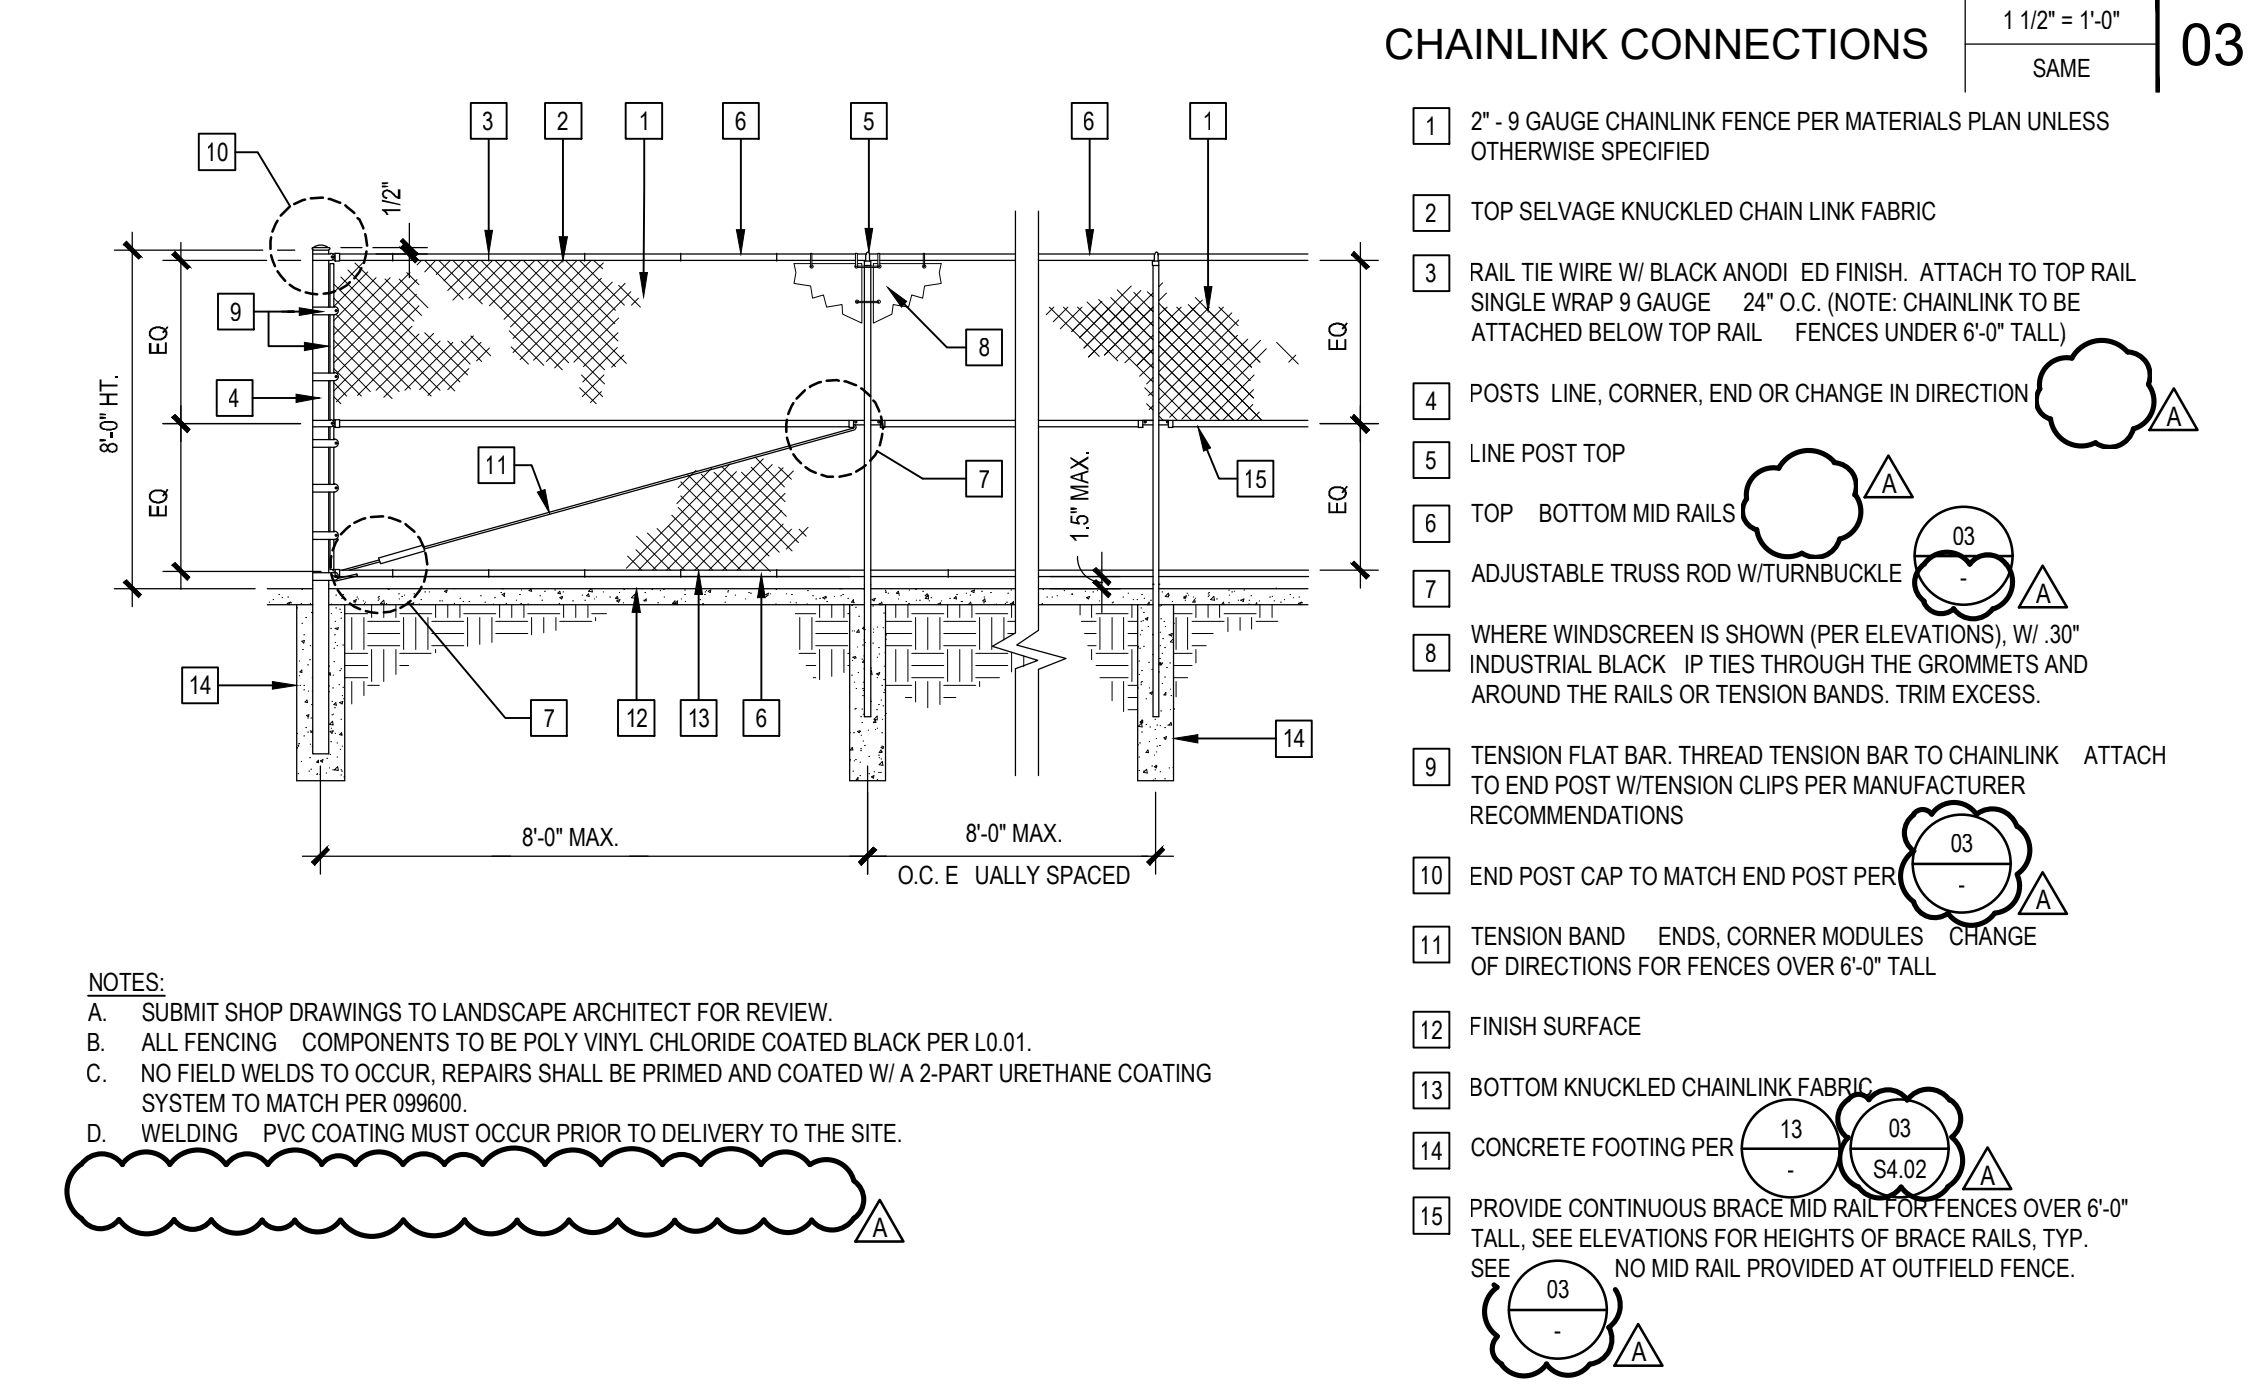 CHAINLINK CONNECTIONS
1 1/2" = 1'-0"
SAME
03
10
3
2
1
6
5
6
1
1/2"
9
8
4
EQ
EQ
8'-0" HT.
11
7
15
EQ
EQ
1.5" MAX.
14
7
12
13
6
14
8'-0" MAX.
8'-0" MAX.
O.C. E UALLY SPACED
NOTES:
A. SUBMIT SHOP DRAWINGS TO LANDSCAPE ARCHITECT FOR REVIEW.
B. ALL FENCING COMPONENTS TO BE POLY VINYL CHLORIDE COATED BLACK PER L0.01.
C. NO FIELD WELDS TO OCCUR, REPAIRS SHALL BE PRIMED AND COATED W/ A 2-PART URETHANE COATING
SYSTEM TO MATCH PER 099600.
D. WELDING PVC COATING MUST OCCUR PRIOR TO DELIVERY TO THE SITE.
A
1 2" - 9 GAUGE CHAINLINK FENCE PER MATERIALS PLAN UNLESS
OTHERWISE SPECIFIED
2 TOP SELVAGE KNUCKLED CHAIN LINK FABRIC
3 RAIL TIE WIRE W/ BLACK ANODI ED FINISH. ATTACH TO TOP RAIL
SINGLE WRAP 9 GAUGE 24" O.C. (NOTE: CHAINLINK TO BE
ATTACHED BELOW TOP RAIL FENCES UNDER 6'-0" TALL)
4 POSTS LINE, CORNER, END OR CHANGE IN DIRECTION
A
5 LINE POST TOP
A
6 TOP BOTTOM MID RAILS
7 ADJUSTABLE TRUSS ROD W/TURNBUCKLE
03
-
A
8 WHERE WINDSCREEN IS SHOWN (PER ELEVATIONS), W/ .30"
INDUSTRIAL BLACK IP TIES THROUGH THE GROMMETS AND
AROUND THE RAILS OR TENSION BANDS. TRIM EXCESS.
9 TENSION FLAT BAR. THREAD TENSION BAR TO CHAINLINK ATTACH
TO END POST W/TENSION CLIPS PER MANUFACTURER
RECOMMENDATIONS
10 END POST CAP TO MATCH END POST PER
03
-
A
11 TENSION BAND ENDS, CORNER MODULES CHANGE
OF DIRECTIONS FOR FENCES OVER 6'-0" TALL
12 FINISH SURFACE
13 BOTTOM KNUCKLED CHAINLINK FABRIC
14 CONCRETE FOOTING PER
13
-
03
S4.02
A
15 PROVIDE CONTINUOUS BRACE MID RAIL FOR FENCES OVER 6'-0"
TALL, SEE ELEVATIONS FOR HEIGHTS OF BRACE RAILS, TYP.
SEE NO MID RAIL PROVIDED AT OUTFIELD FENCE.
03
-
A